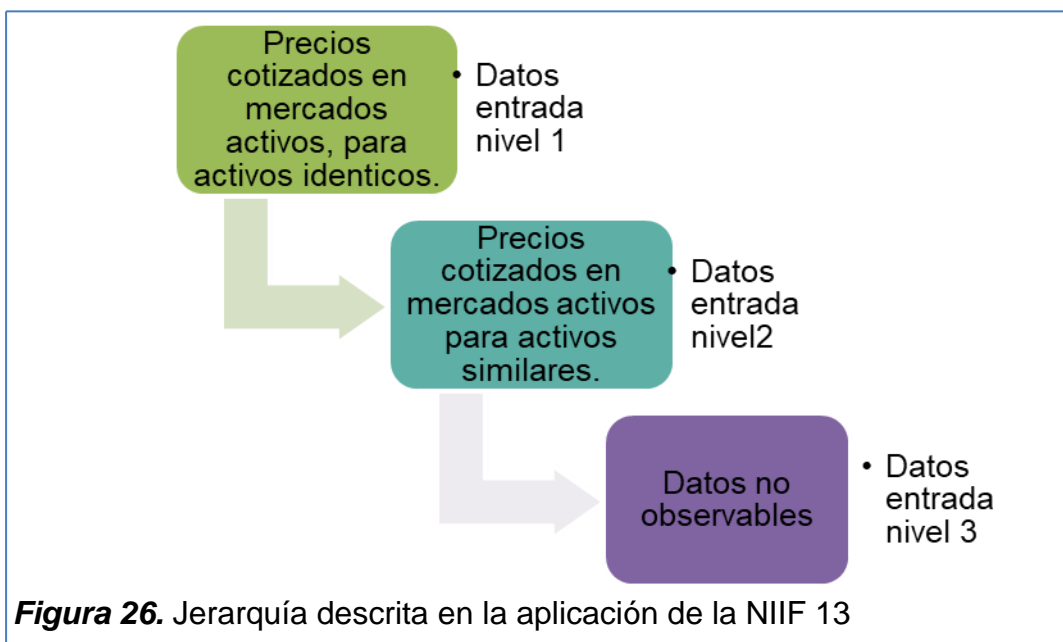 Precios
cotizados en
mercados
activos, para
activos identicos.
• Datos
entrada
nivel 1
Precios
cotizados en
mercados activos
para activos
similares.
• Datos
entrada
nivel2
Datos no
observables
• Datos
entrada
nivel 3
Figura 26. Jerarquía descrita en la aplicación de la NIIF 13